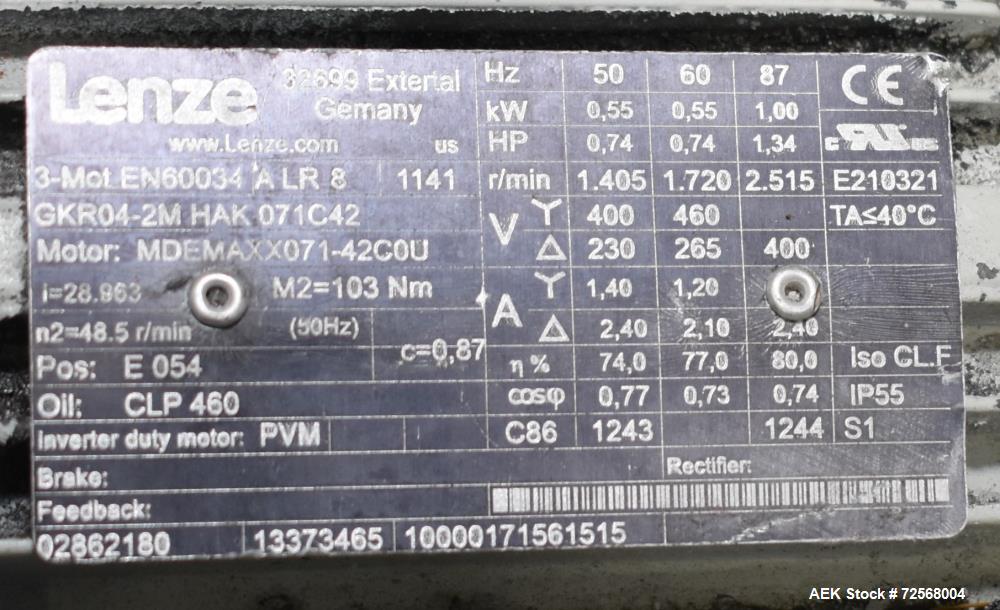 Lenze 32699 Extertal Gemany
www.Lenze.com us
3-Mot.EN60034 A LR 8 1141
GKR04-2M HAK 071C42
Motor: MDEMAXX071-42C0U
i=28.963 M2=103 Nm
n2=48.5 r/min (50Hz) c=0,87
Pos: E 054
Oil: CLP 460
Inverter duty motor: PVM
Hz 50 60 87 CE
kW 0,55 0,55 1,00
HP 0,74 0,74 1,34 c RU us
r/min 1.405 1.720 2.515 E210321
V Y 400 460 TA≤40°C
Δ 230 265 400
A Y 1,40 1,20
Δ 2,40 2,10 2,40
η % 74,0 77,0 80,0 Iso CL.F
cosφ 0,77 0,73 0,74 IP55
C86 1243 1244 S1
Brake: Rectifier:
Feedback:
02862180 13373465 10000171561515
AEK Stock # 72568004